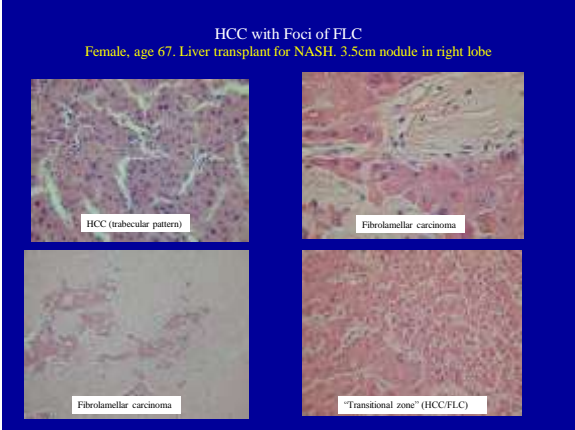 HCC with Foci of FLC
Female, age 67. Liver transplant for NASH. 3.5cm nodule in right lobe
HCC (trabecular pattern)
Fibrolamellar carcinoma
Fibrolamellar carcinoma
“Transitional zone” (HCC/FLC)